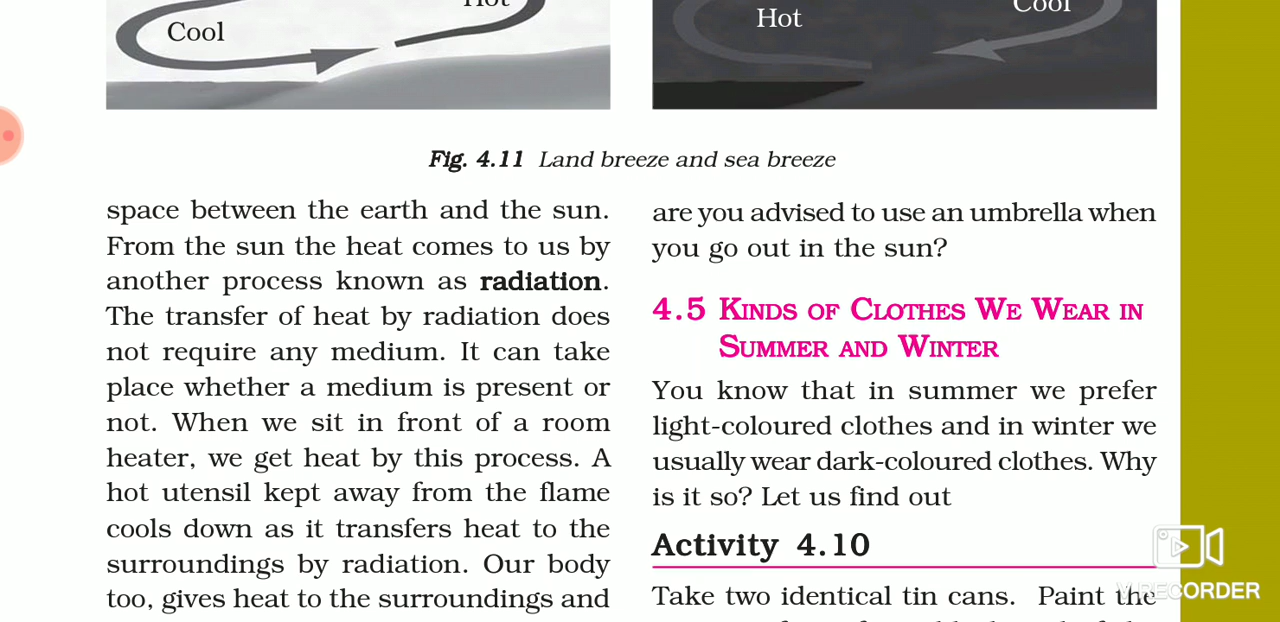 Hot
Cool
Hot
Cool
Fig. 4.11 Land breeze and sea breeze
space between the earth and the sun.
From the sun the heat comes to us by
another process known as radiation.
The transfer of heat by radiation does
not require any medium. It can take
place whether a medium is present or
not. When we sit in front of a room
heater, we get heat by this process. A
hot utensil kept away from the flame
cools down as it transfers heat to the
surroundings by radiation. Our body
too, gives heat to the surroundings and
are you advised to use an umbrella when
you go out in the sun?
4.5 KINDS OF CLOTHES WE WEAR IN
SUMMER AND WINTER
You know that in summer we prefer
light-coloured clothes and in winter we
usually wear dark-coloured clothes. Why
is it so? Let us find out
Activity 4.10
Take two identical tin cans. Paint the
V RECORDER